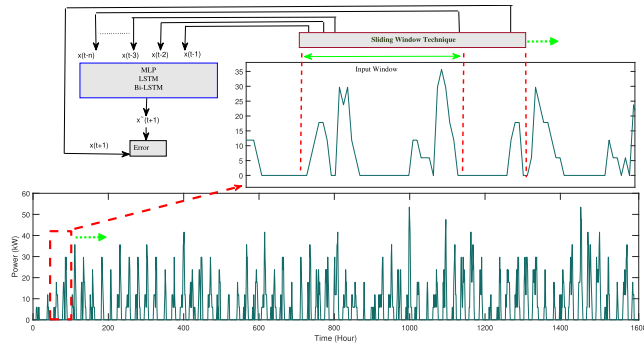 x(t-n)
x(t-3)
x(t-2)
x(t-1)
MLP
LSTM
Bi-LSTM
x^(t+1)
x(t+1)
Error
Sliding Window Technique
Input Window
35
30
25
20
15
10
5
0
60
50
40
30
20
10
0
Power (kW)
0 200 400 600 800 1000 1200 1400 1600
Time (Hour)